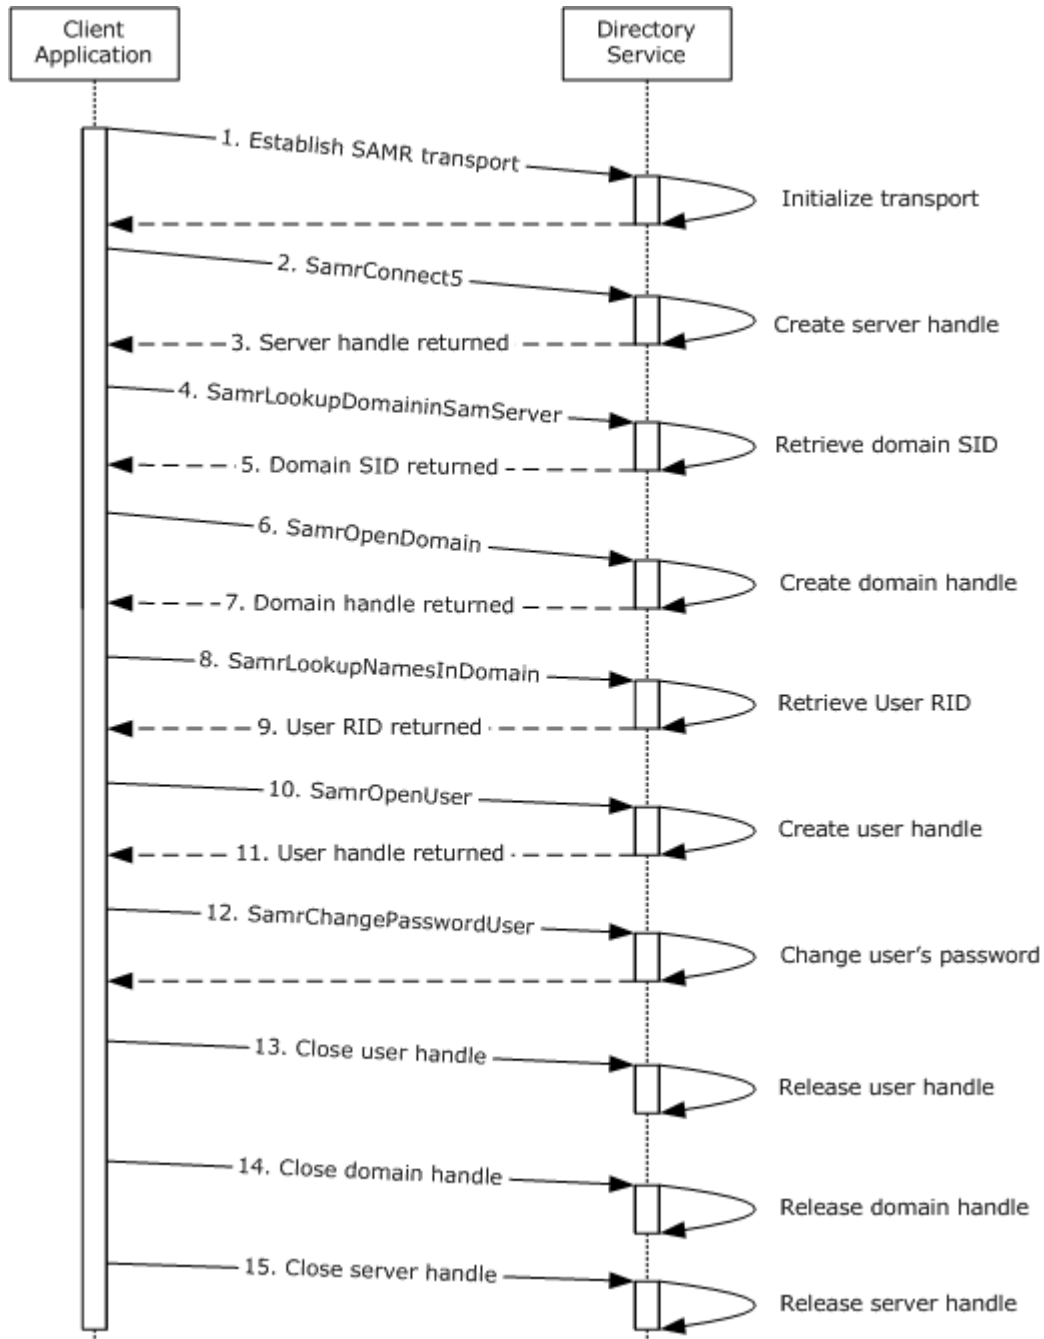 Client
Application
Directory
Service
1. Establish SAMR transport
Initialize transport
2. SamrConnect5
Create server handle
3. Server handle returned
4. SamrLookupDomaininSamServer
Retrieve domain SID
5. Domain SID returned
6. SamrOpenDomain
Create domain handle
7. Domain handle returned
8. SamrLookupNamesInDomain
Retrieve User RID
9. User RID returned
10. SamrOpenUser
Create user handle
11. User handle returned
12. SamrChangePasswordUser
Change user’s password
13. Close user handle
Release user handle
14. Close domain handle
Release domain handle
15. Close server handle
Release server handle